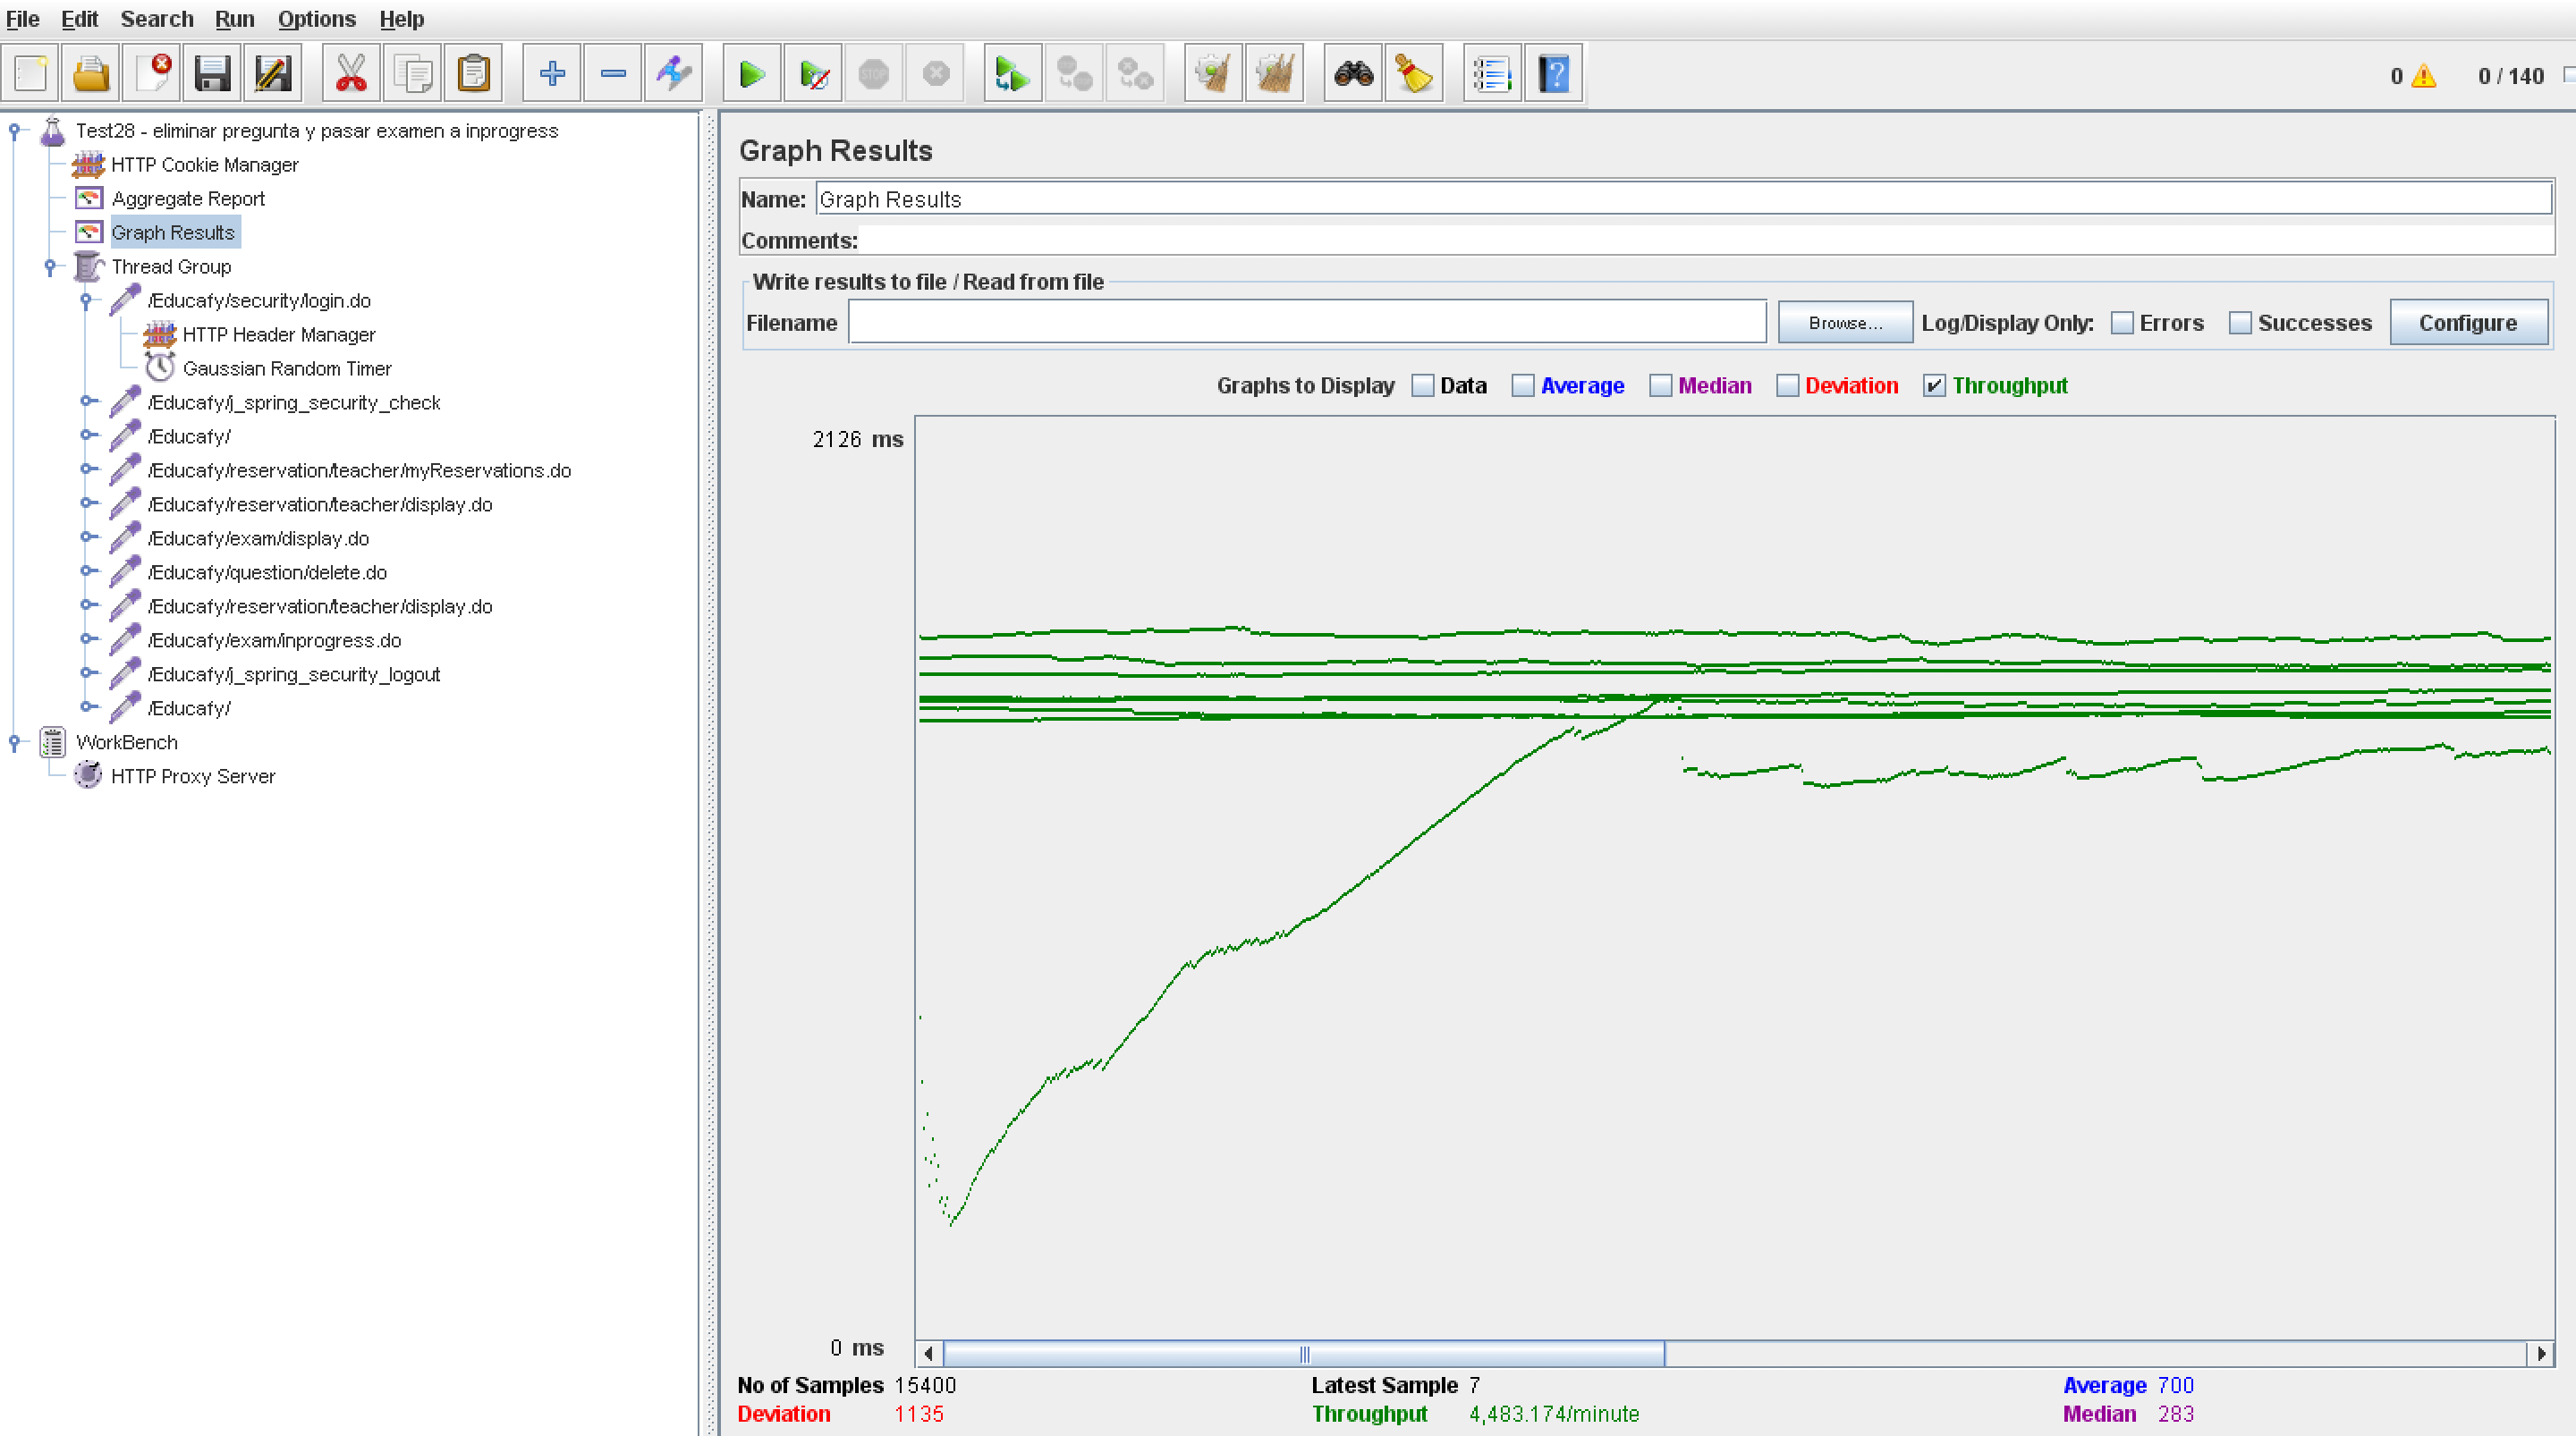 File Edit Search Run Options Help
STOP
0 0 / 140
Test28 - eliminar pregunta y pasar examen a inprogress
HTTP Cookie Manager
Aggregate Report
Graph Results
Thread Group
/Educafy/security/login.do
HTTP Header Manager
Gaussian Random Timer
/Educafy/j_spring_security_check
/Educafy/
/Educafy/reservation/teacher/myReservations.do
/Educafy/reservation/teacher/display.do
/Educafy/exam/display.do
/Educafy/question/delete.do
/Educafy/reservation/teacher/display.do
/Educafy/exam/inprogress.do
/Educafy/j_spring_security_logout
/Educafy/
WorkBench
HTTP Proxy Server
Graph Results
Name: Graph Results
Comments:
Write results to file / Read from file
Filename Browse... Log/Display Only: Errors Successes Configure
Graphs to Display Data Average Median Deviation Throughput
2126 ms
0 ms
No of Samples 15400 Latest Sample 7 Average 700
Deviation 1135 Throughput 4,483.174/minute Median 283